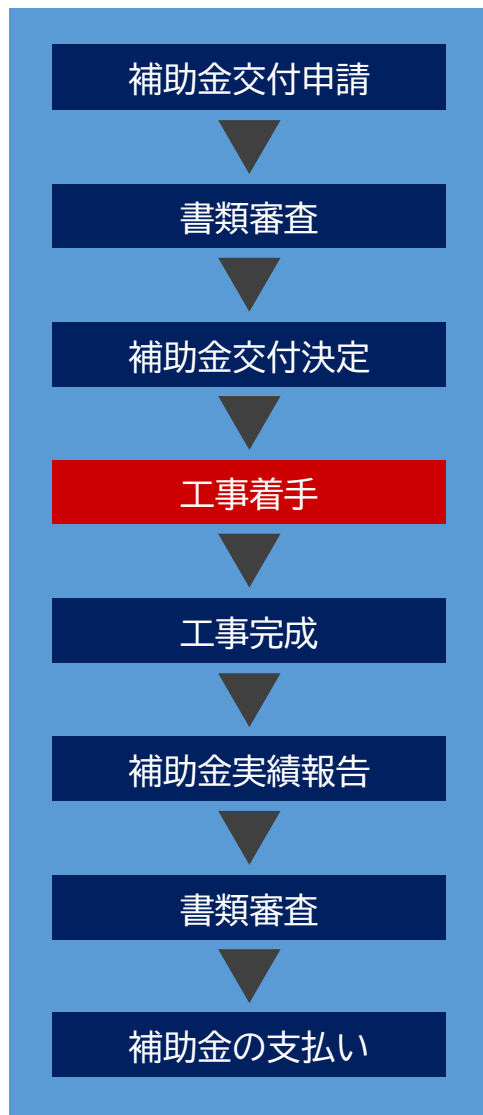 補助金交付申請
書類審査
補助金交付決定
工事着手
工事完成
補助金実績報告
書類審査
補助金の支払い